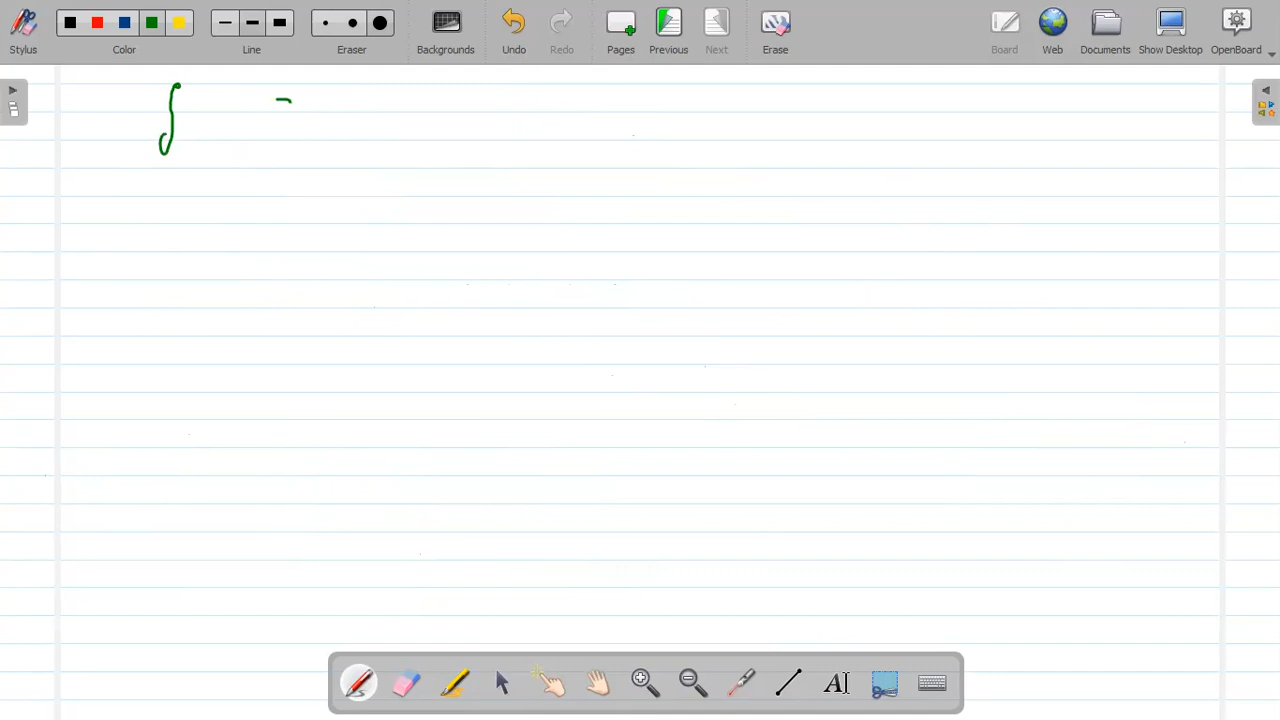 Stylus Color Line Eraser Backgrounds Undo Redo Pages Previous Next Erase Board Web Documents Show Desktop OpenBoard
∫